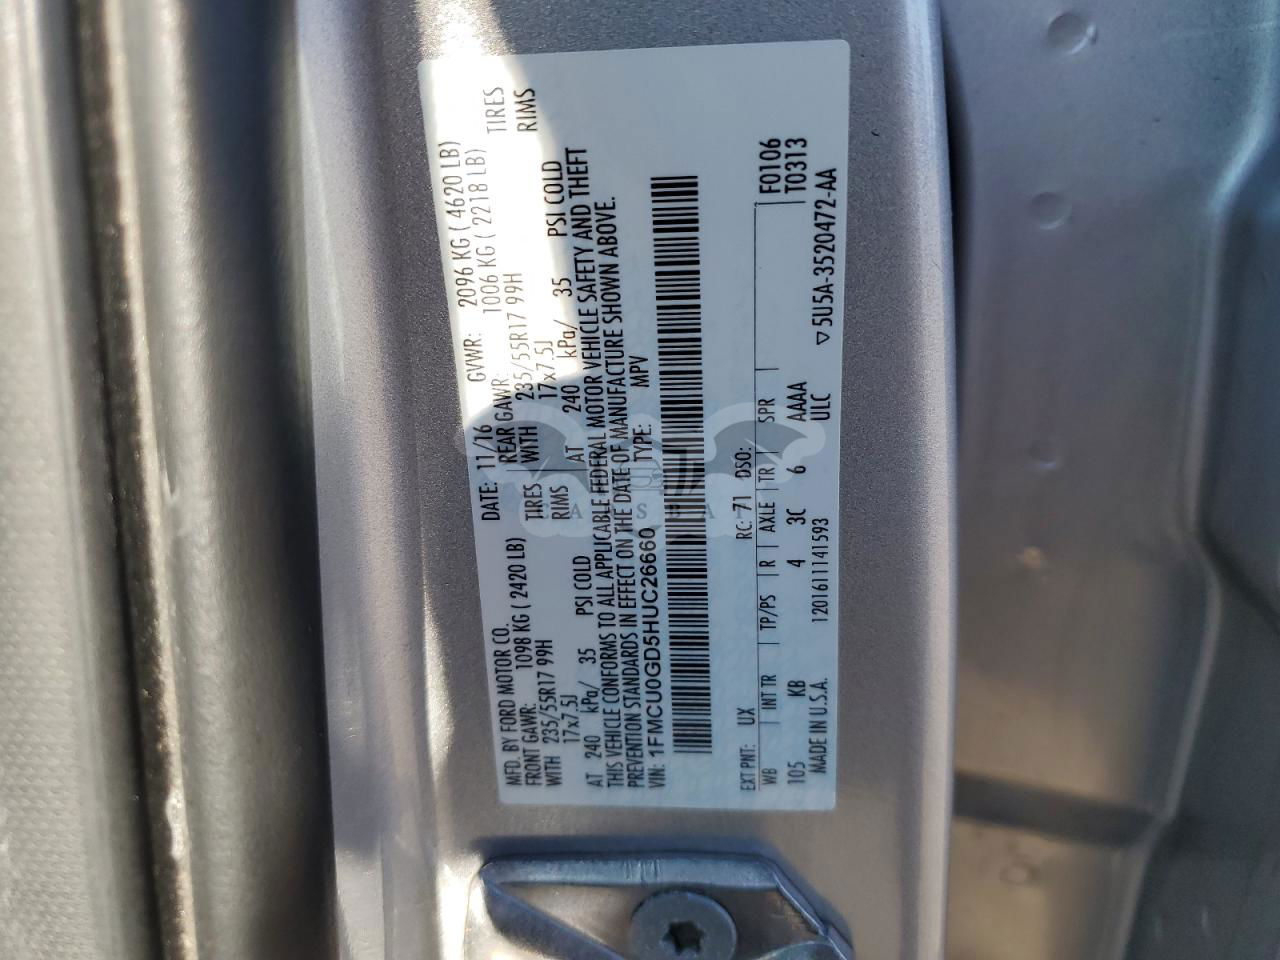 MFD. BY FORD MOTOR CO.
DATE: 11/16
GVWR: 2096 KG ( 4620 LB)
FRONT GAWR: 1098 KG ( 2420 LB)
REAR GAWR: 1006 KG ( 2218 LB)
WITH 235/55R17 99H TIRES
WITH 235/55R17 99H TIRES
17x7.5J RIMS
17x7.5J RIMS
AT 240 kPa/ 35 PSI COLD
AT 240 kPa/ 35 PSI COLD
THIS VEHICLE CONFORMS TO ALL APPLICABLE FEDERAL MOTOR VEHICLE SAFETY AND THEFT
PREVENTION STANDARDS IN EFFECT ON THE DATE OF MANUFACTURE SHOWN ABOVE.
VIN: 1FMCU0GD5HUC26660
TYPE: MPV
EXT PNT: UX RC: 71 DSO: F0106
WB INT TR TP/PS R AXLE TR SPR T0313
105 KB 4 3C 6 AAAA
MADE IN U.S.A. 1201611141593 ULC
5U5A-3520472-AA